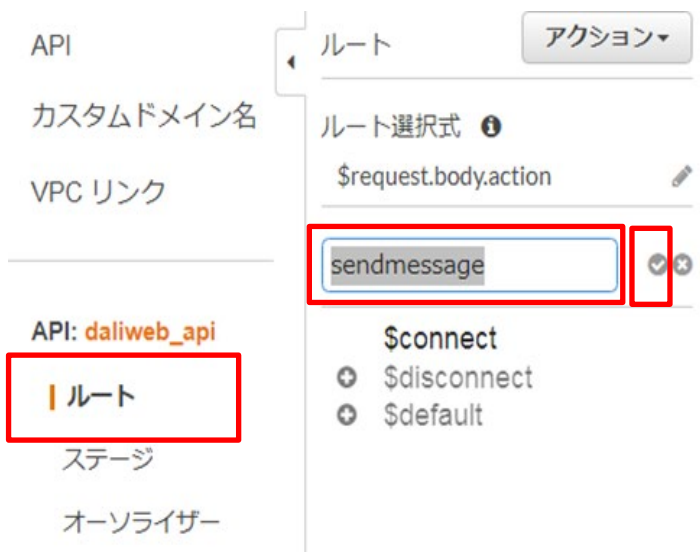 API
カスタムドメイン名
VPC リンク
API: daliweb_api
ルート
ステージ
オーソライザー
ルート
アクション
ルート選択式
$request.body.action
sendmessage
$connect
$disconnect
$default